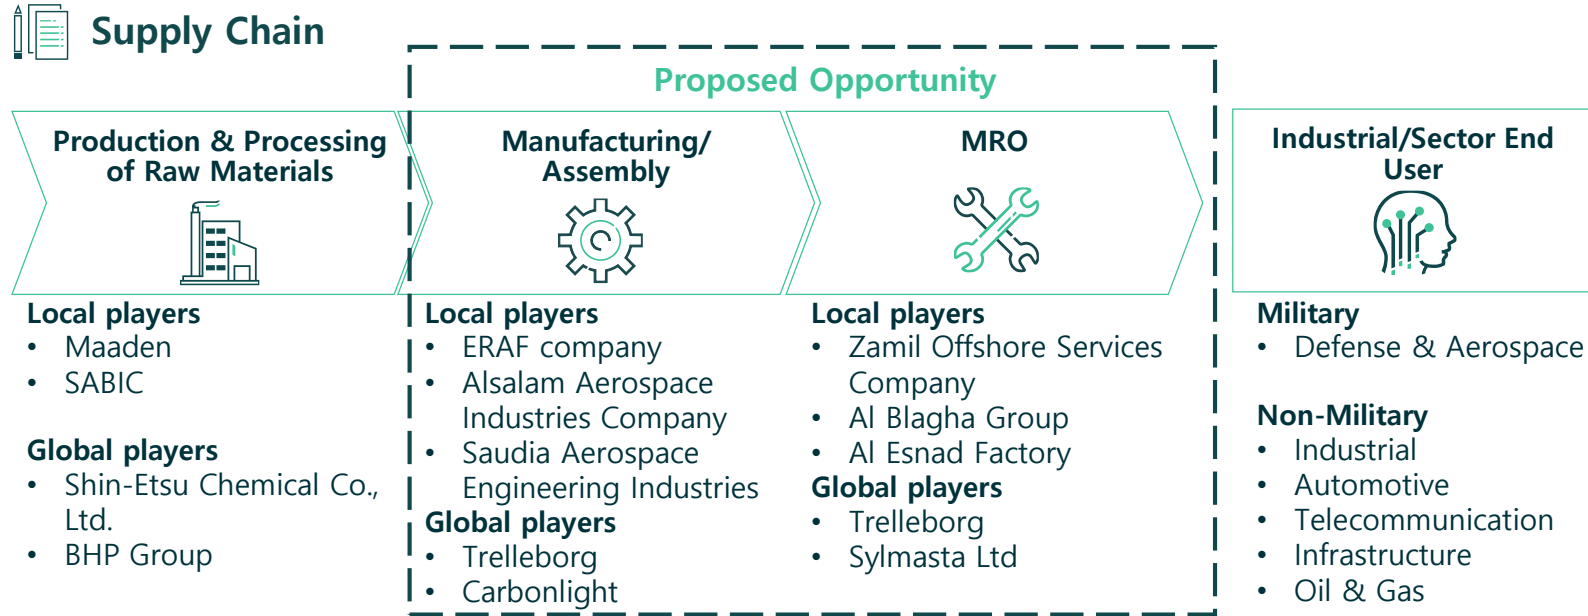 Supply Chain
Proposed Opportunity
Production & Processing
of Raw Materials
Local players
• Maaden
• SABIC
Global players
• Shin-Etsu Chemical Co.,
Ltd.
• BHP Group
Manufacturing/
Assembly
Local players
• ERAF company
• Alsalam Aerospace
Industries Company
• Saudia Aerospace
Engineering Industries
Global players
• Trelleborg
• Carbonlight
MRO
Local players
• Zamil Offshore Services
Company
• Al Blagha Group
• Al Esnad Factory
Global players
• Trelleborg
• Sylmasta Ltd
Industrial/Sector End
User
Military
• Defense & Aerospace
Non-Military
• Industrial
• Automotive
• Telecommunication
• Infrastructure
• Oil & Gas